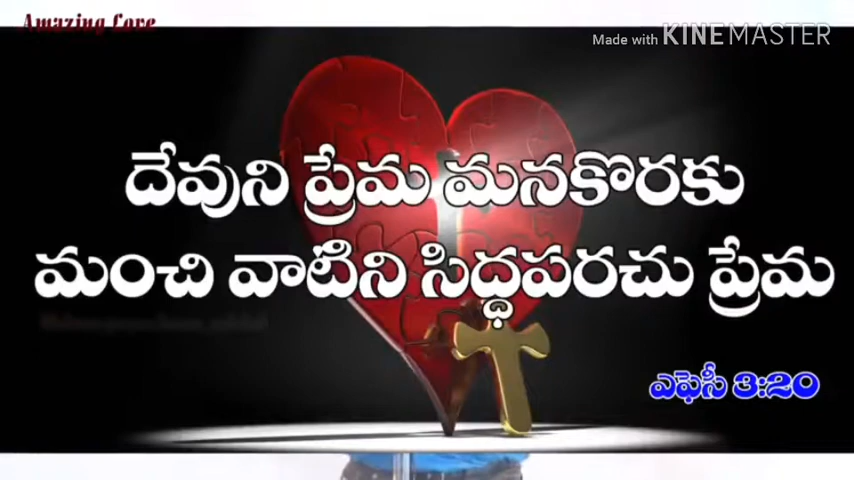 Amazing Love
Made with KINEMASTER
దేవుని ప్రేమ మనకొరకు
మంచి వాటిని సిద్ధపరచు ప్రేమ
ఎఫెసీ 3:20